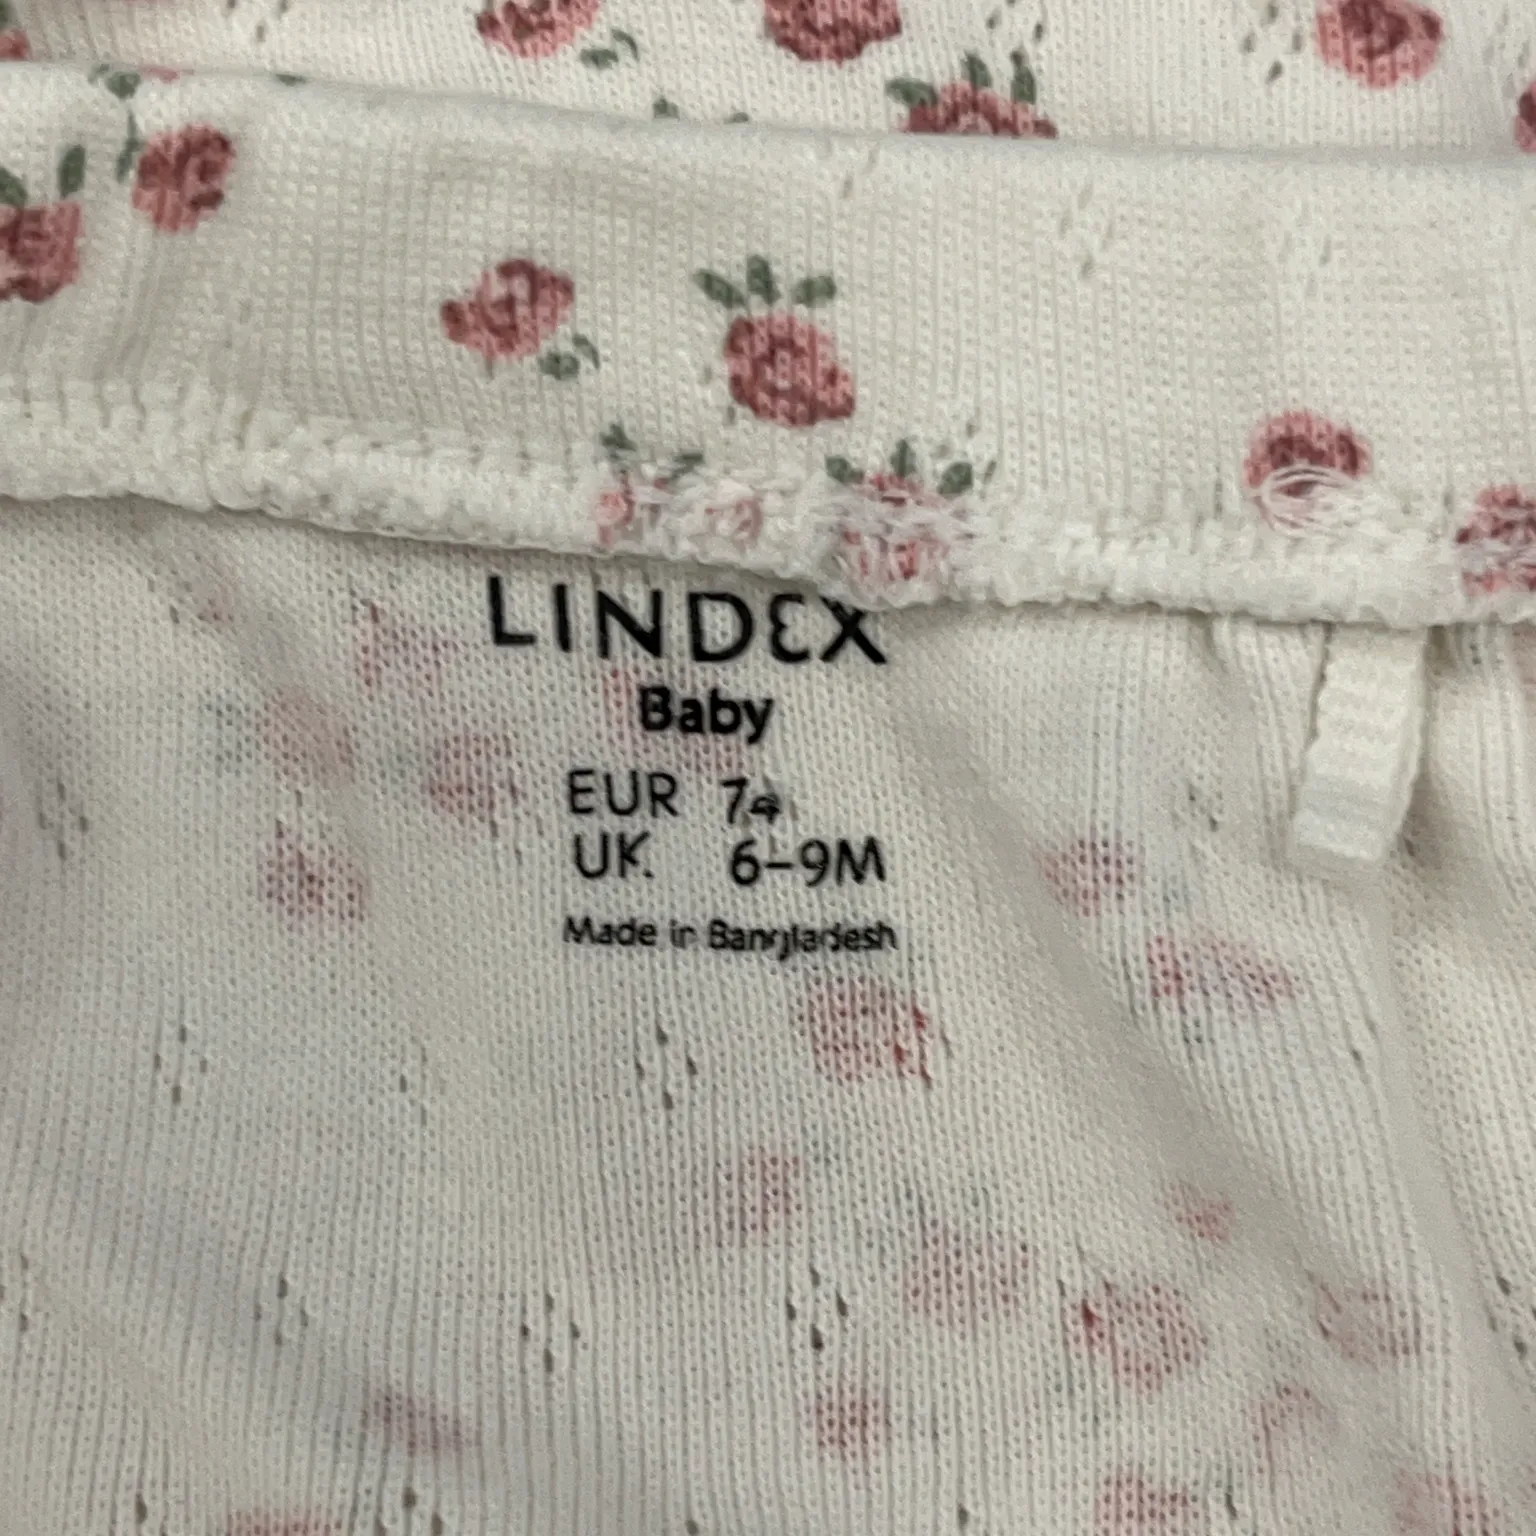 LINDEX
Baby
EUR 74
UK 6-9M
Made in Bangladesh